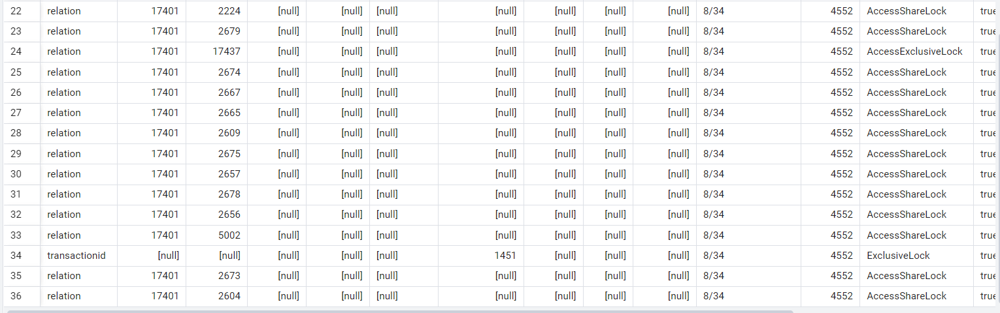 22 relation 17401 2224 [null] [null] [null] [null] [null] [null] [null] 8/34 4552 AccessShareLock true
23 relation 17401 2679 [null] [null] [null] [null] [null] [null] [null] 8/34 4552 AccessShareLock true
24 relation 17401 17437 [null] [null] [null] [null] [null] [null] [null] 8/34 4552 AccessExclusiveLock true
25 relation 17401 2674 [null] [null] [null] [null] [null] [null] [null] 8/34 4552 AccessShareLock true
26 relation 17401 2667 [null] [null] [null] [null] [null] [null] [null] 8/34 4552 AccessShareLock true
27 relation 17401 2665 [null] [null] [null] [null] [null] [null] [null] 8/34 4552 AccessShareLock true
28 relation 17401 2609 [null] [null] [null] [null] [null] [null] [null] 8/34 4552 AccessShareLock true
29 relation 17401 2675 [null] [null] [null] [null] [null] [null] [null] 8/34 4552 AccessShareLock true
30 relation 17401 2657 [null] [null] [null] [null] [null] [null] [null] 8/34 4552 AccessShareLock true
31 relation 17401 2678 [null] [null] [null] [null] [null] [null] [null] 8/34 4552 AccessShareLock true
32 relation 17401 2656 [null] [null] [null] [null] [null] [null] [null] 8/34 4552 AccessShareLock true
33 relation 17401 5002 [null] [null] [null] [null] [null] [null] [null] 8/34 4552 AccessShareLock true
34 transactionid [null] [null] [null] [null] [null] 1451 [null] [null] [null] 8/34 4552 ExclusiveLock true
35 relation 17401 2673 [null] [null] [null] [null] [null] [null] [null] 8/34 4552 AccessShareLock true
36 relation 17401 2604 [null] [null] [null] [null] [null] [null] [null] 8/34 4552 AccessShareLock true